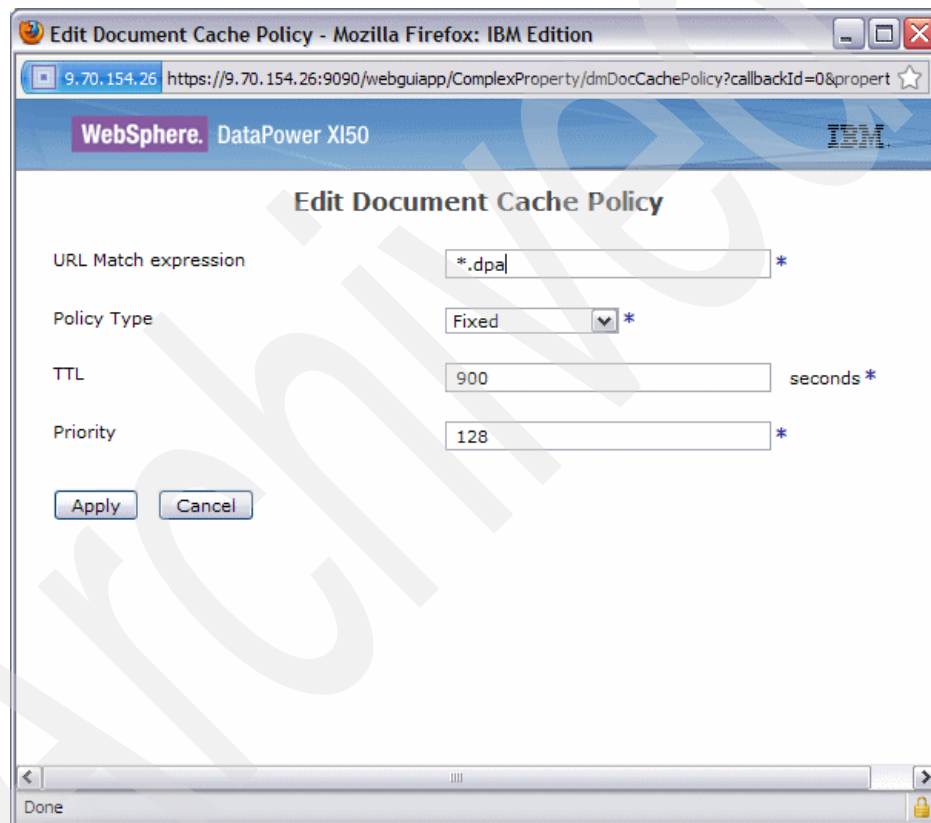 Edit Document Cache Policy - Mozilla Firefox: IBM Edition
9.70.154.26 https://9.70.154.26:9090/webguiapp/ComplexProperty/dmDocCachePolicy?callbackId=0&propert
WebSphere. DataPower XI50 IBM.
Edit Document Cache Policy
URL Match expression *.dpa *
Policy Type Fixed *
TTL 900 seconds *
Priority 128 *
Apply Cancel
Done
Archived